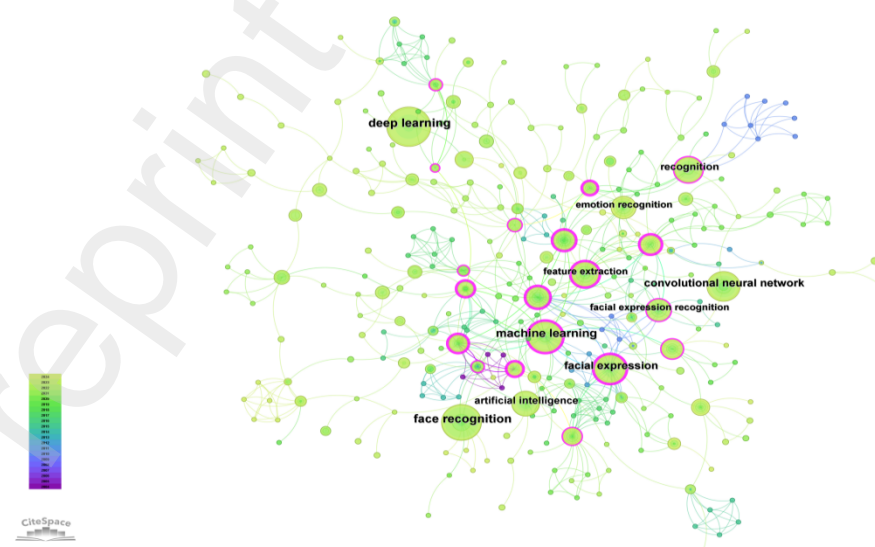 reprint
deep learning
recognition
emotion recognition
feature extraction
convolutional neural network
facial expression recognition
machine learning
facial expression
artificial intelligence
face recognition
CiteSpace